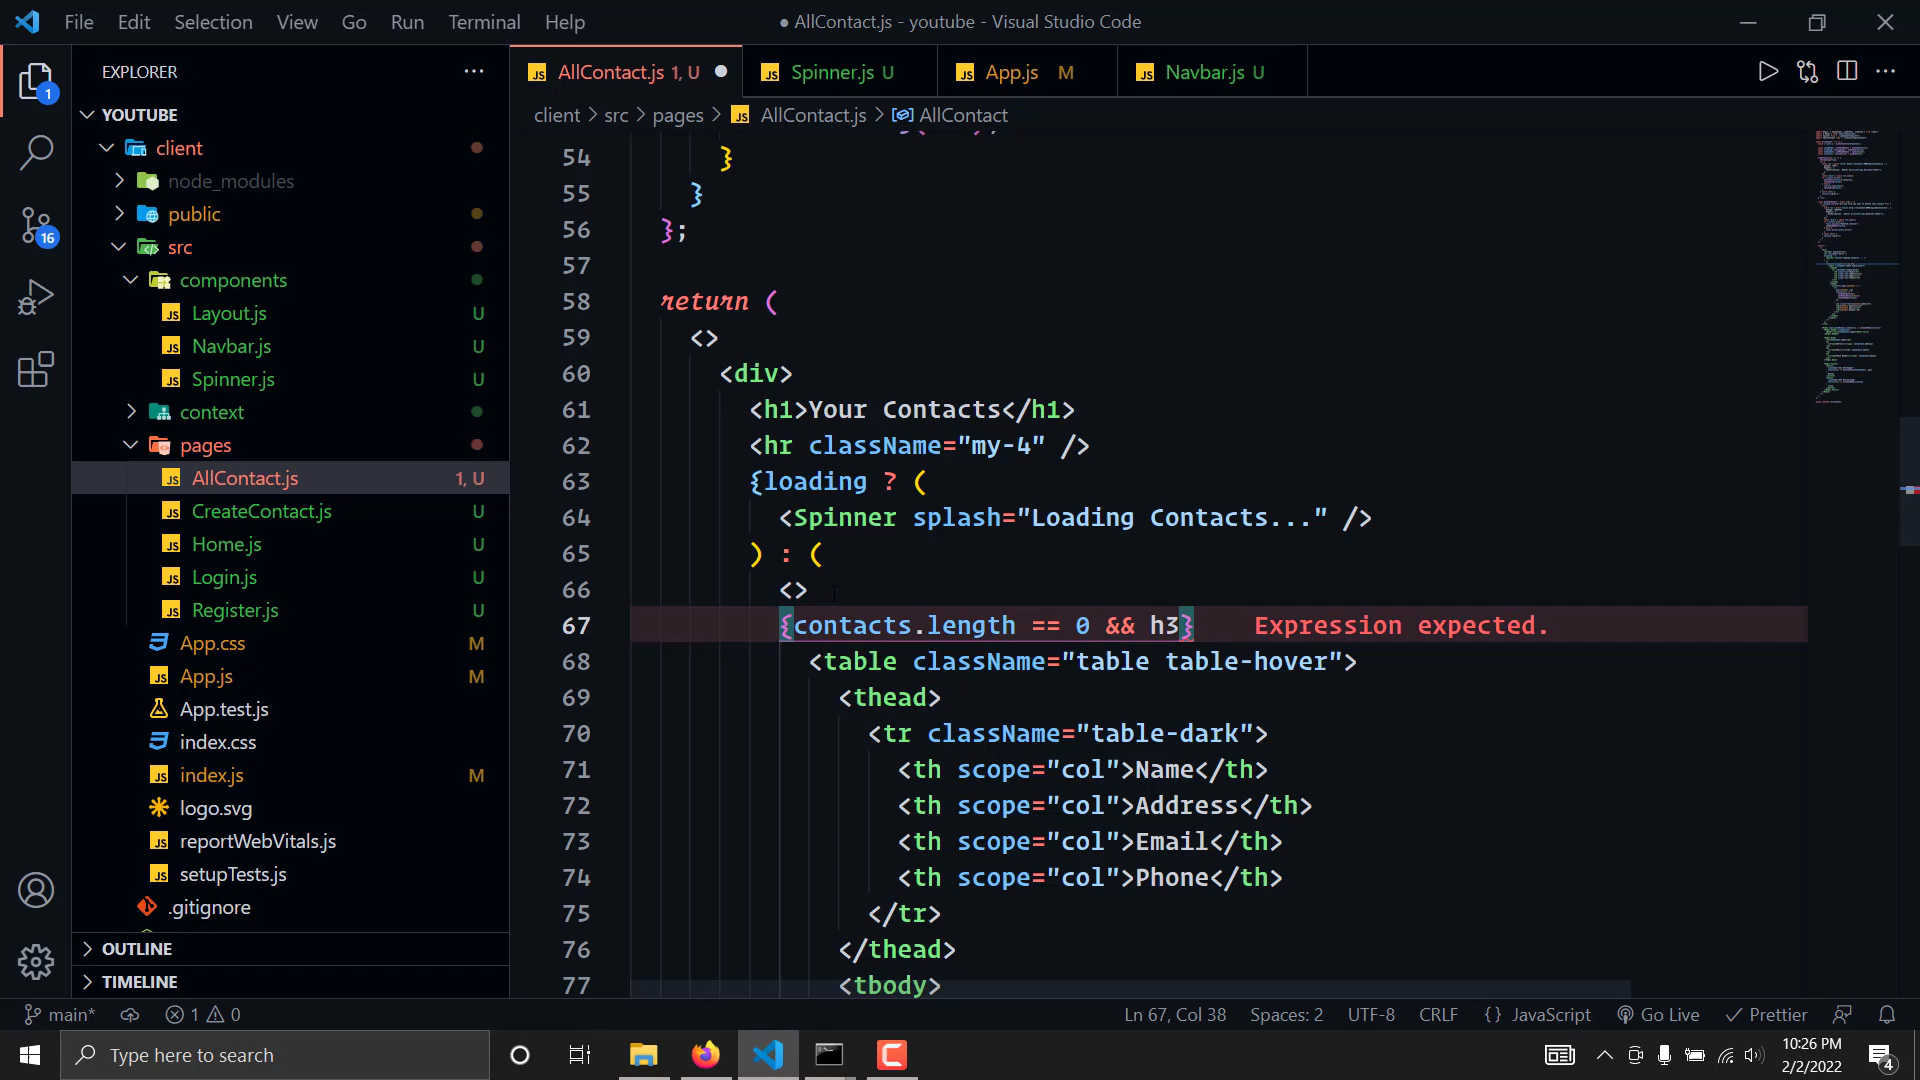 File Edit Selection View Go Run Terminal Help
● AllContact.js - youtube - Visual Studio Code
EXPLORER
YOUTUBE
client
node_modules
public
src
components
Layout.js U
Navbar.js U
Spinner.js U
context
pages
AllContact.js 1, U
CreateContact.js U
Home.js U
Login.js U
Register.js U
App.css M
App.js M
App.test.js
index.css
index.js M
logo.svg
reportWebVitals.js
setupTests.js
.gitignore
OUTLINE
TIMELINE
1
16
AllContact.js 1, U
Spinner.js U
App.js M
Navbar.js U
client > src > pages > JS AllContact.js > AllContact
54 }
55 }
56 };
57
58 return (
59 <>
60 <div>
61 <h1>Your Contacts</h1>
62 <hr className="my-4" />
63 {loading ? (
64 <Spinner splash="Loading Contacts..." />
65 ) : (
66 <>
67 {contacts.length == 0 && h3} Expression expected.
68 <table className="table table-hover">
69 <thead>
70 <tr className="table-dark">
71 <th scope="col">Name</th>
72 <th scope="col">Address</th>
73 <th scope="col">Email</th>
74 <th scope="col">Phone</th>
75 </tr>
76 </thead>
77 <tbody>
main* 1 0 Ln 67, Col 38 Spaces: 2 UTF-8 CRLF {} JavaScript Go Live Prettier
Type here to search
10:26 PM
2/2/2022
4